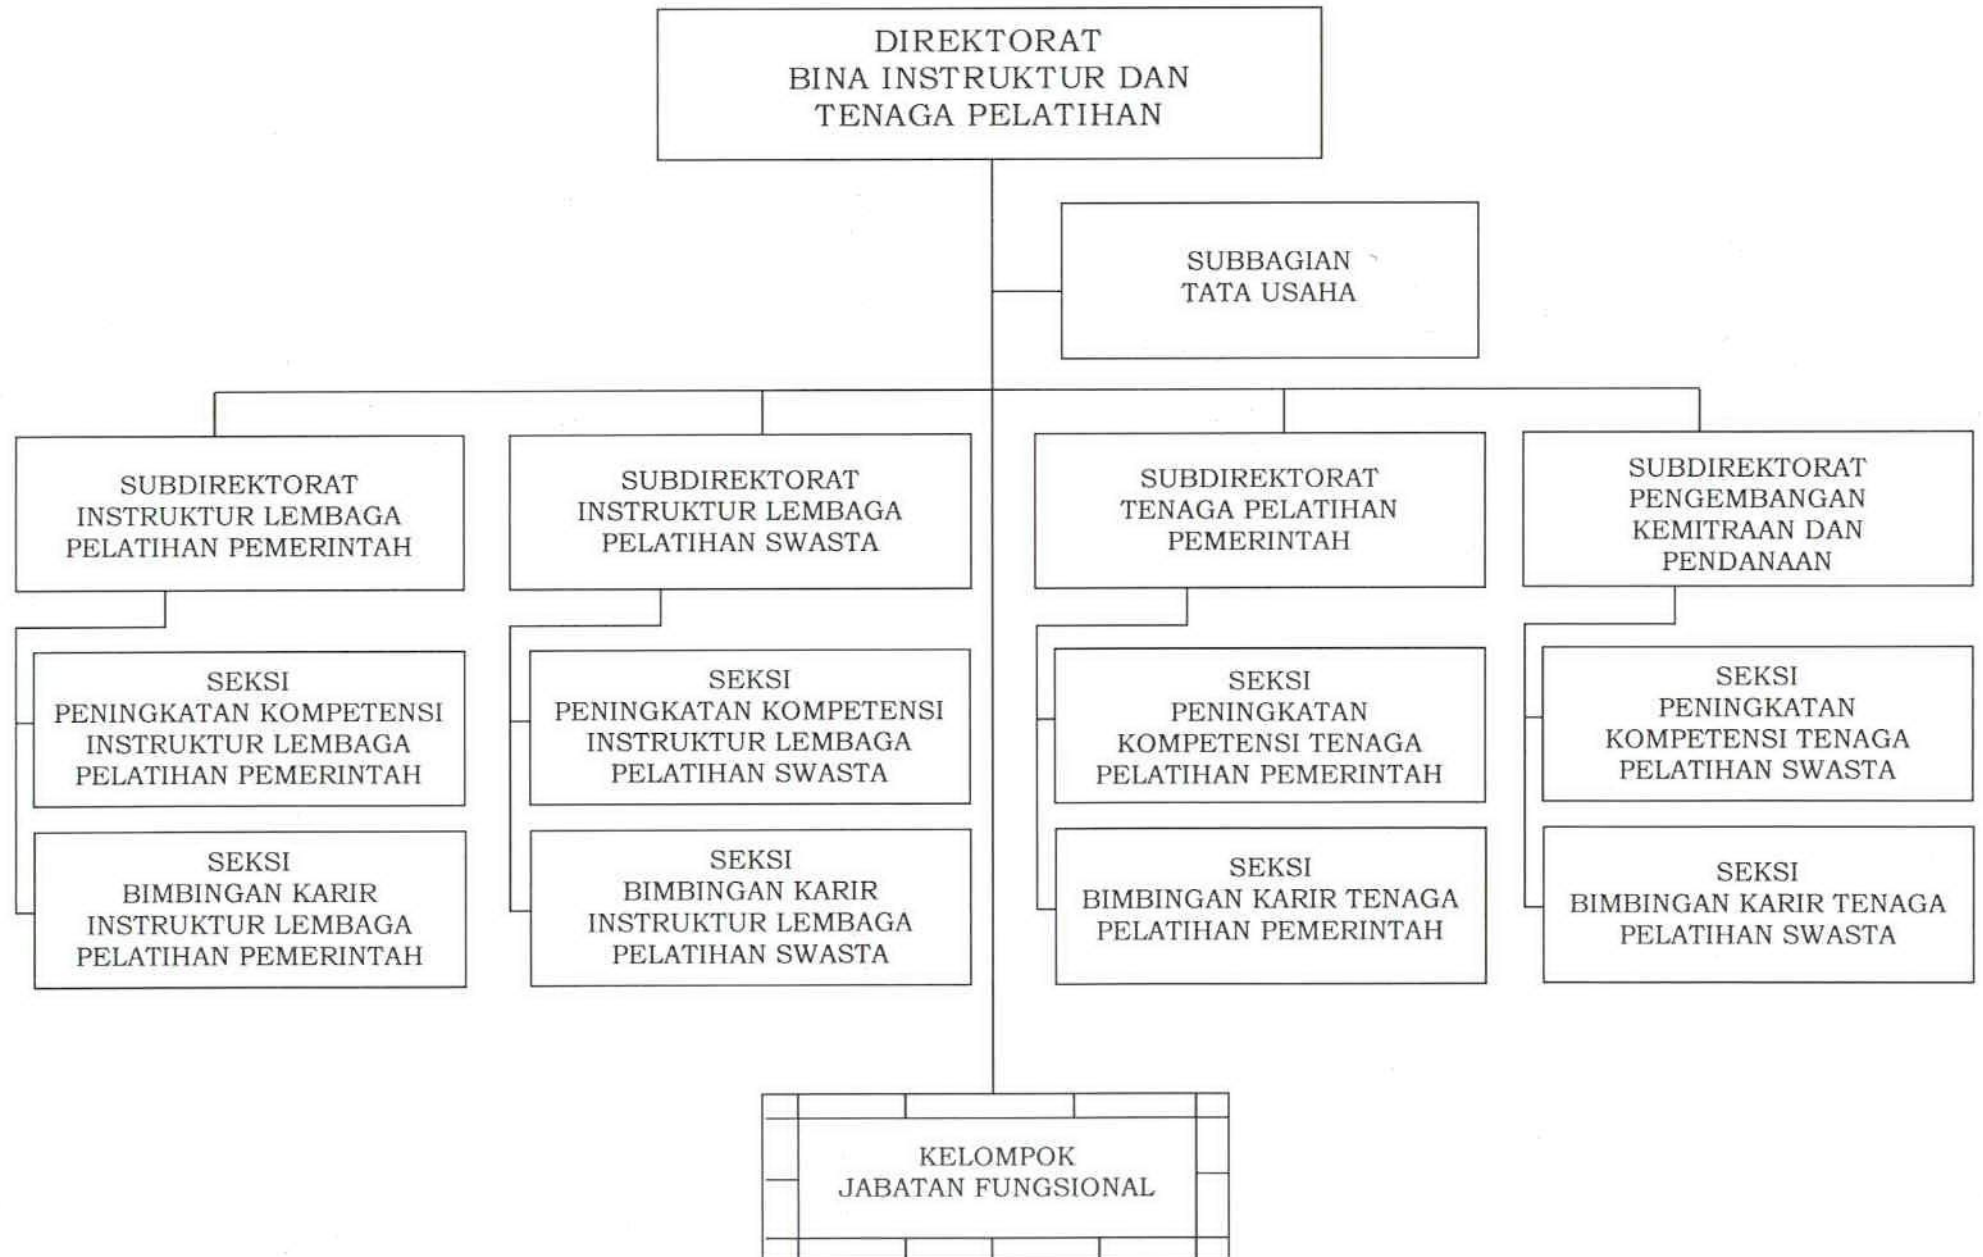 DIREKTORAT
BINA INSTRUKTUR DAN
TENAGA PELATIHAN
SUBBAGIAN
TATA USAHA
SUBDIREKTORAT
INSTRUKTUR LEMBAGA
PELATIHAN PEMERINTAH
SUBDIREKTORAT
INSTRUKTUR LEMBAGA
PELATIHAN SWASTA
SUBDIREKTORAT
TENAGA PELATIHAN
PEMERINTAH
SUBDIREKTORAT
PENGEMBANGAN
KEMITRAAN DAN
PENDANAAN
SEKSI
PENINGKATAN KOMPETENSI
INSTRUKTUR LEMBAGA
PELATIHAN PEMERINTAH
SEKSI
PENINGKATAN KOMPETENSI
INSTRUKTUR LEMBAGA
PELATIHAN SWASTA
SEKSI
PENINGKATAN
KOMPETENSI TENAGA
PELATIHAN PEMERINTAH
SEKSI
PENINGKATAN
KOMPETENSI TENAGA
PELATIHAN SWASTA
SEKSI
BIMBINGAN KARIR
INSTRUKTUR LEMBAGA
PELATIHAN PEMERINTAH
SEKSI
BIMBINGAN KARIR
INSTRUKTUR LEMBAGA
PELATIHAN SWASTA
SEKSI
BIMBINGAN KARIR TENAGA
PELATIHAN PEMERINTAH
SEKSI
BIMBINGAN KARIR TENAGA
PELATIHAN SWASTA
KELOMPOK
JABATAN FUNGSIONAL